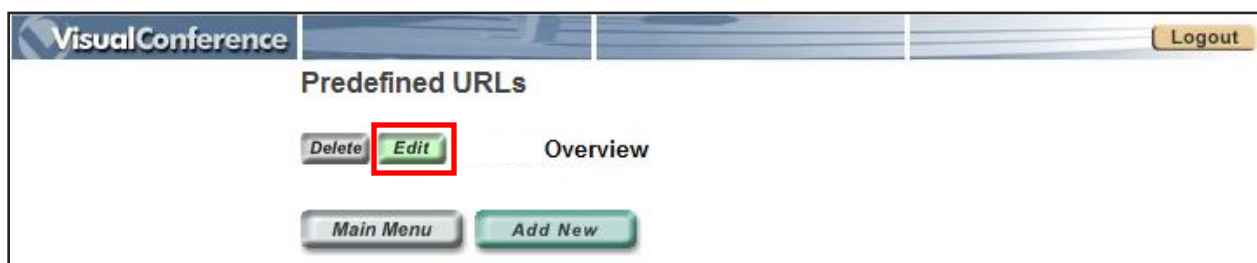 VisualConference Logout
Predefined URLs
Delete Edit Overview
Main Menu Add New